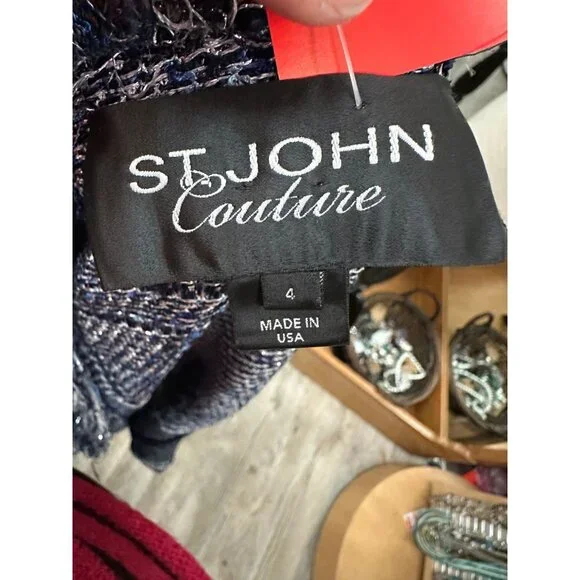 ST. JOHN
Couture
4
MADE IN
USA